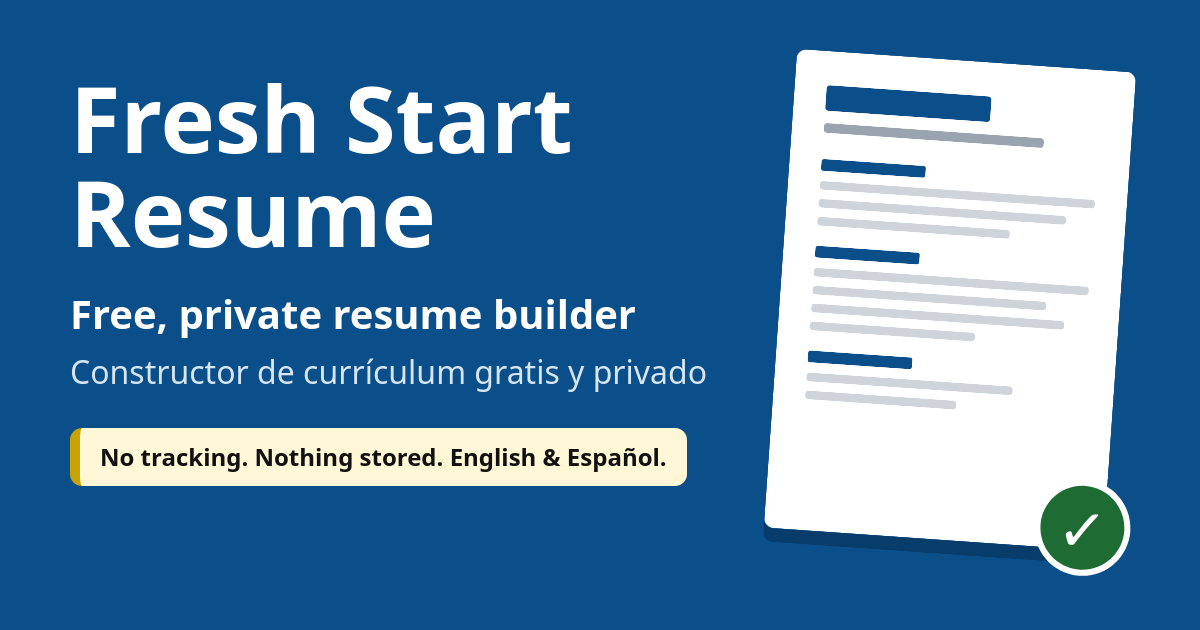 Fresh Start
Resume
Free, private resume builder
Constructor de currículum gratis y privado
No tracking. Nothing stored. English & Español.
✓